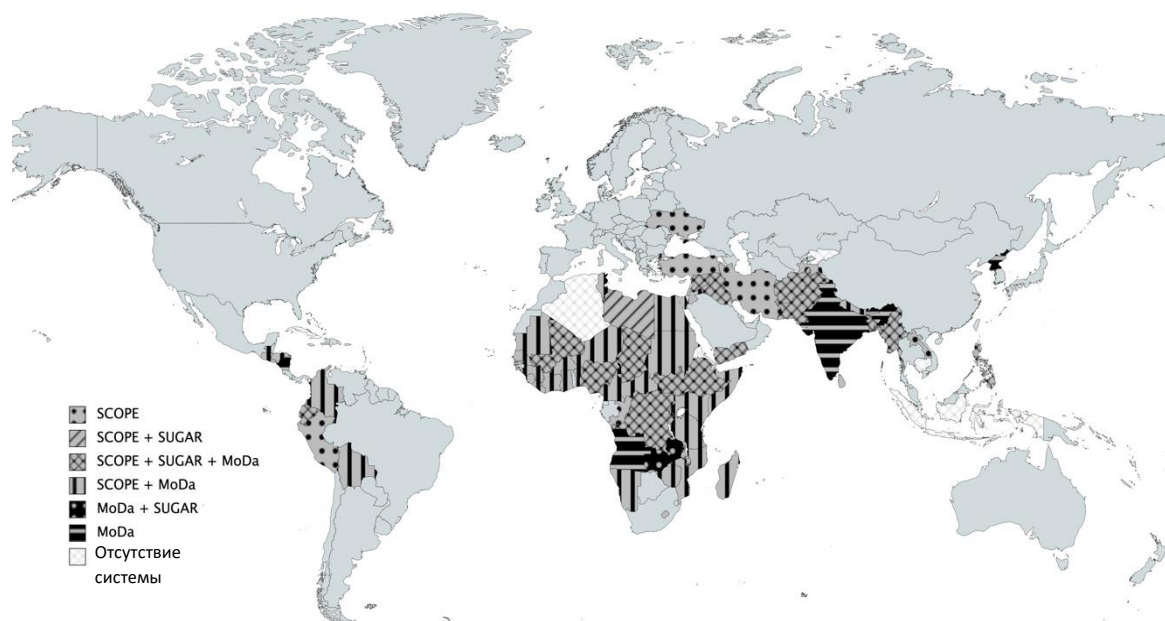 SCOPE
SCOPE + SUGAR
SCOPE + SUGAR + MoDa
SCOPE + MoDa
MoDa + SUGAR
MoDa
Отсутствие
системы